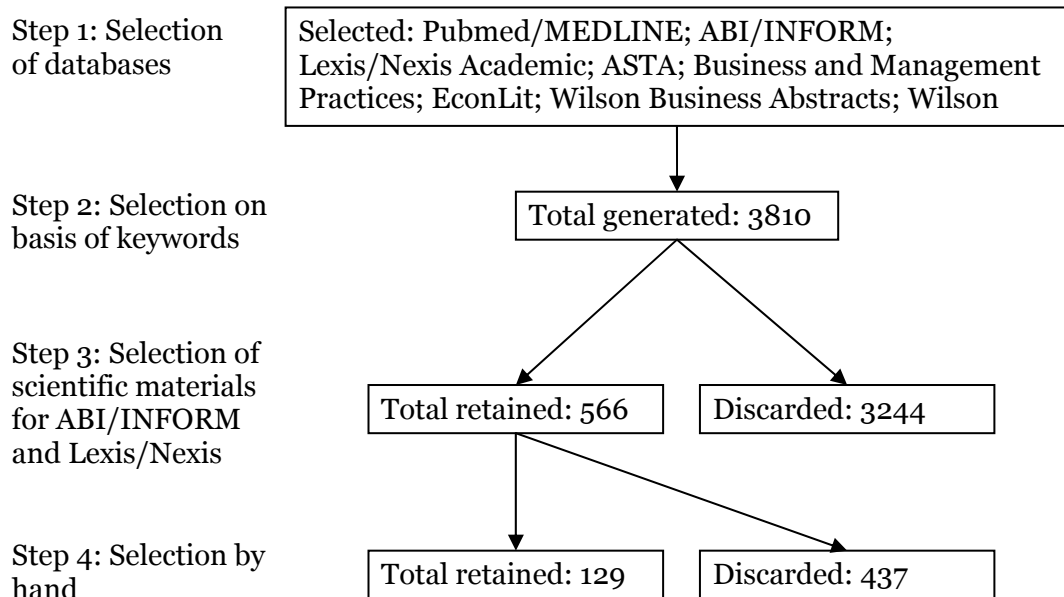 Step 1: Selection
of databases
Selected: Pubmed/MEDLINE; ABI/INFORM;
Lexis/Nexis Academic; ASTA; Business and Management
Practices; EconLit; Wilson Business Abstracts; Wilson
Step 2: Selection on
basis of keywords
Total generated: 3810
Step 3: Selection of
scientific materials
for ABI/INFORM
and Lexis/Nexis
Total retained: 566
Discarded: 3244
Step 4: Selection by
hand
Total retained: 129
Discarded: 437